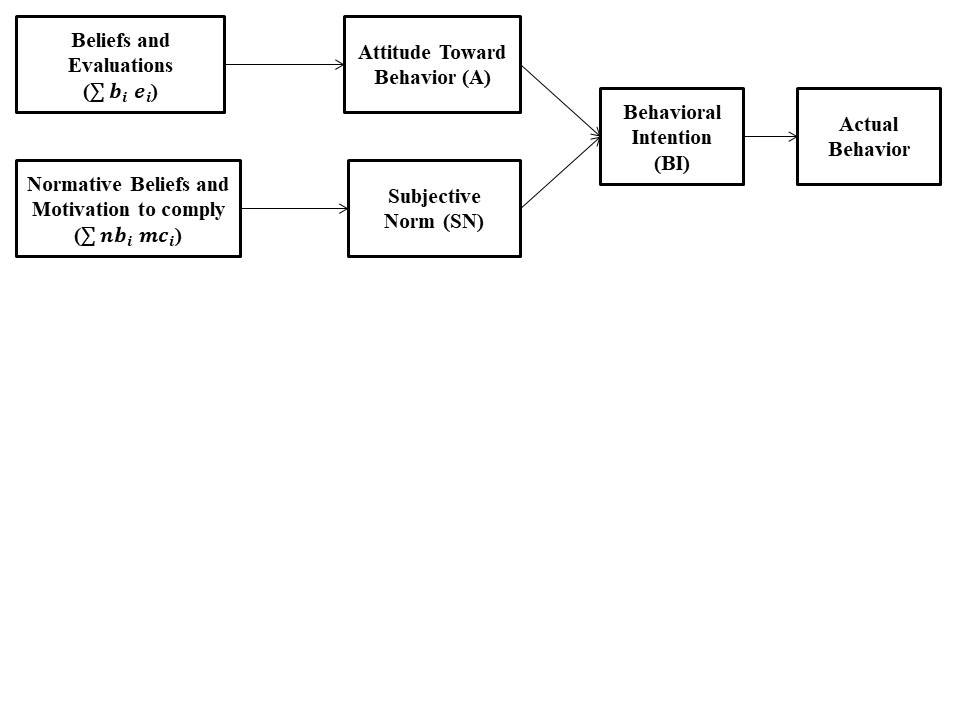 Beliefs and
Evaluations
(∑ bᵢ eᵢ)
Attitude Toward
Behavior (A)
Behavioral
Intention
(BI)
Actual
Behavior
Normative Beliefs and
Motivation to comply
(∑ nbᵢ mcᵢ)
Subjective
Norm (SN)